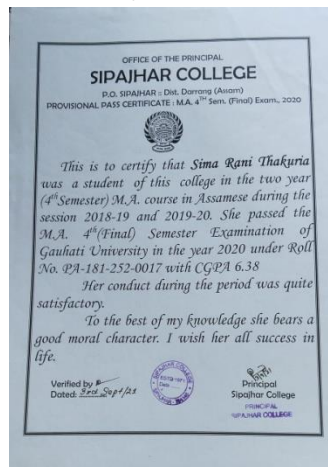 OFFICE OF THE PRINCIPAL
SIPAJHAR COLLEGE
P.O. SIPAJHAR :: Dist. Darrang (Assam)
PROVISIONAL PASS CERTIFICATE : M.A. 4TH Sem. (Final) Exam., 2020
This is to certify that Sima Rani Thakuria
was a student of this college in the two year
(4th Semester) M.A. course in Assamese during the
session 2018-19 and 2019-20. She passed the
M.A. 4th (Final) Semester Examination of
Gauhati University in the year 2020 under Roll
No. PA-181-252-0017 with CGPA 6.38
Her conduct during the period was quite
satisfactory.
To the best of my knowledge she bears a
good moral character. I wish her all success in
life.
Verified by
Dated: 3rd Sept/21
SIPAJHAR COLLEGE
Principal
Sipajhar College
PRINCIPAL
SIPAJHAR COLLEGE